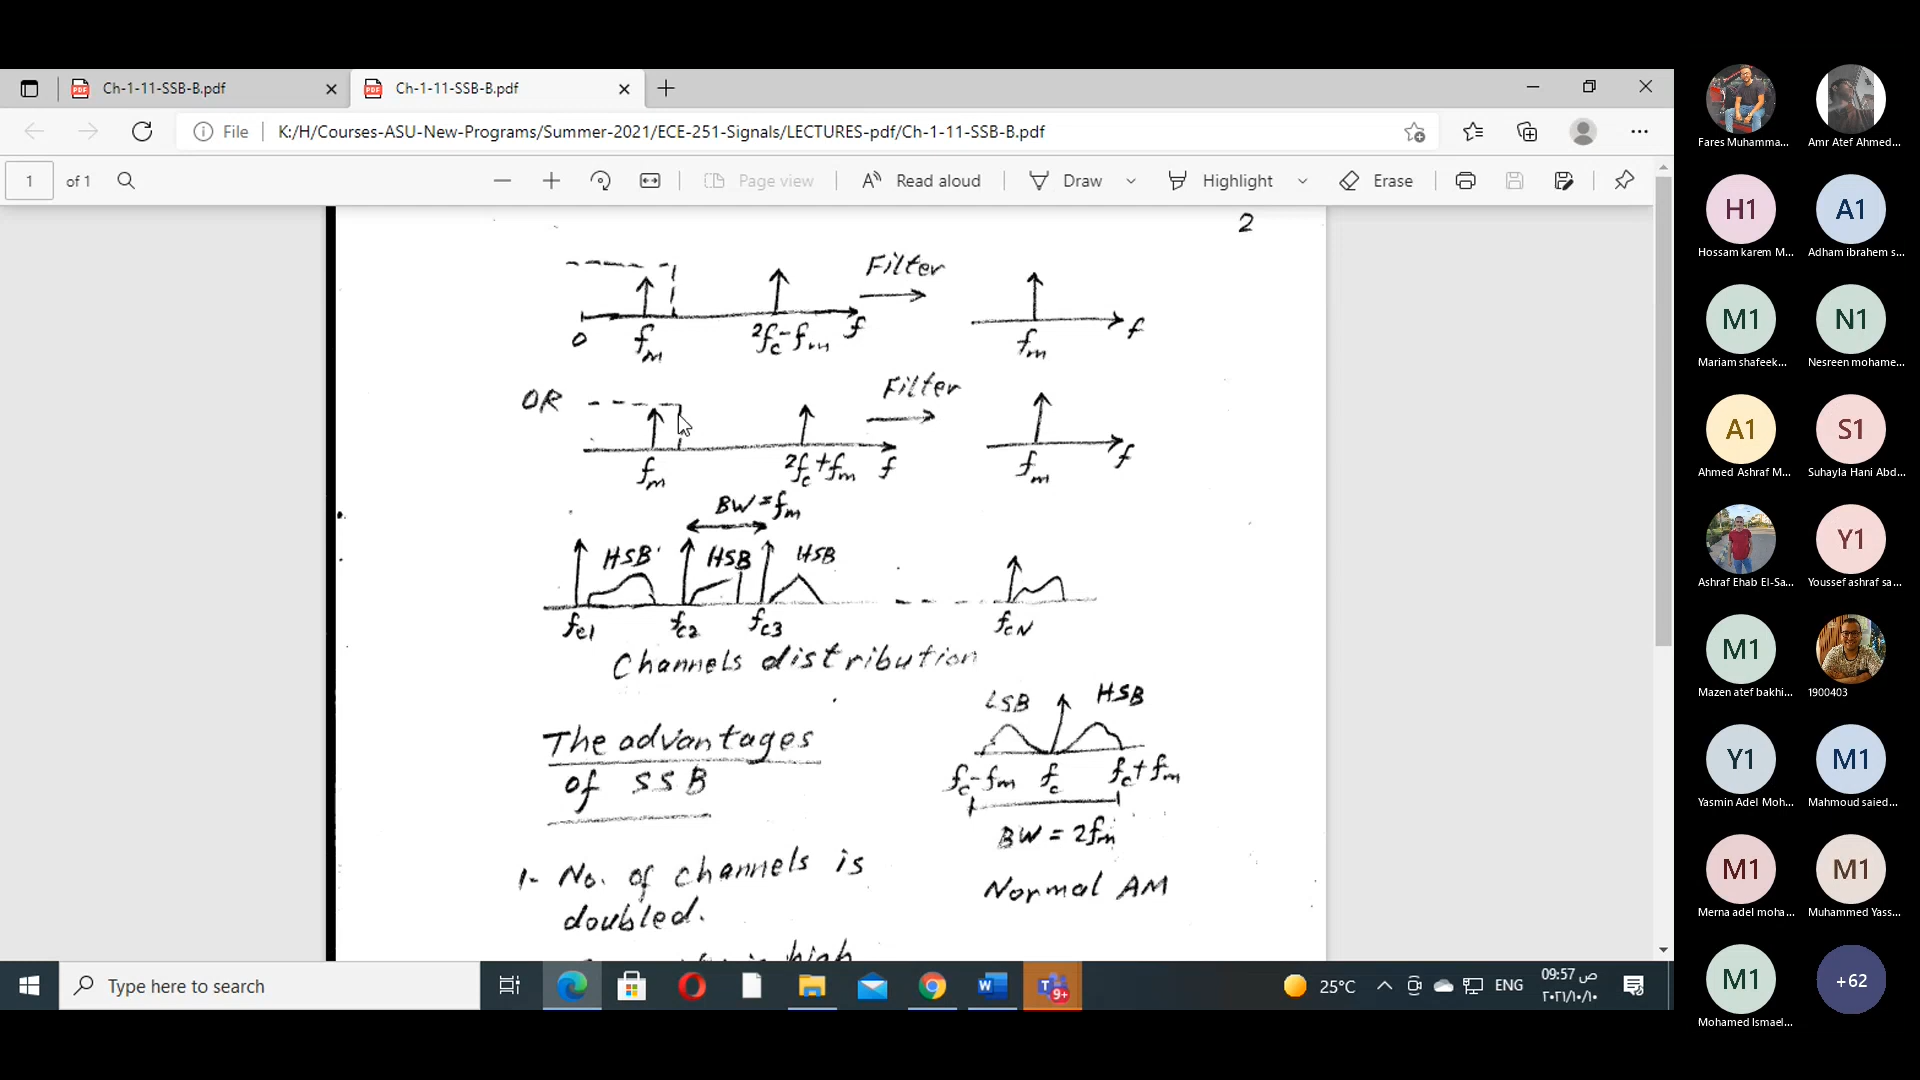 Ch-1-11-SSB-B.pdf
Ch-1-11-SSB-B.pdf
File
K:/H/Courses-ASU-New-Programs/Summer-2021/ECE-251-Signals/LECTURES-pdf/Ch-1-11-SSB-B.pdf
1 of 1
Page view
Read aloud
Draw
Highlight
Erase
2
Filter
0 fm 2fc-fm f
fm f
OR
Filter
fm 2fc+fm f
fm f
BW=fm
HSB HSB HSB
fc1 fc2 fc3 fcN
Channels distribution
LSB HSB
fc-fm fc fc+fm
BW = 2fm
Normal AM
The advantages
of SSB
1- No. of channels is
doubled.
high
Type here to search
9+
25°C
ENG
09:57 ص
٢٠٢١/١٠/١٠
Fares Muhamma...
Amr Atef Ahmed...
H1
Hossam karem M...
A1
Adham ibrahem s...
M1
Mariam shafeek...
N1
Nesreen mohame...
A1
Ahmed Ashraf M...
S1
Suhayla Hani Abd...
Ashraf Ehab El-Sa...
Y1
Youssef ashraf sa...
M1
Mazen atef bakhi...
1900403
Y1
Yasmin Adel Moh...
M1
Mahmoud saied...
M1
Merna adel moha...
M1
Muhammed Yass...
M1
Mohamed Ismael...
+62